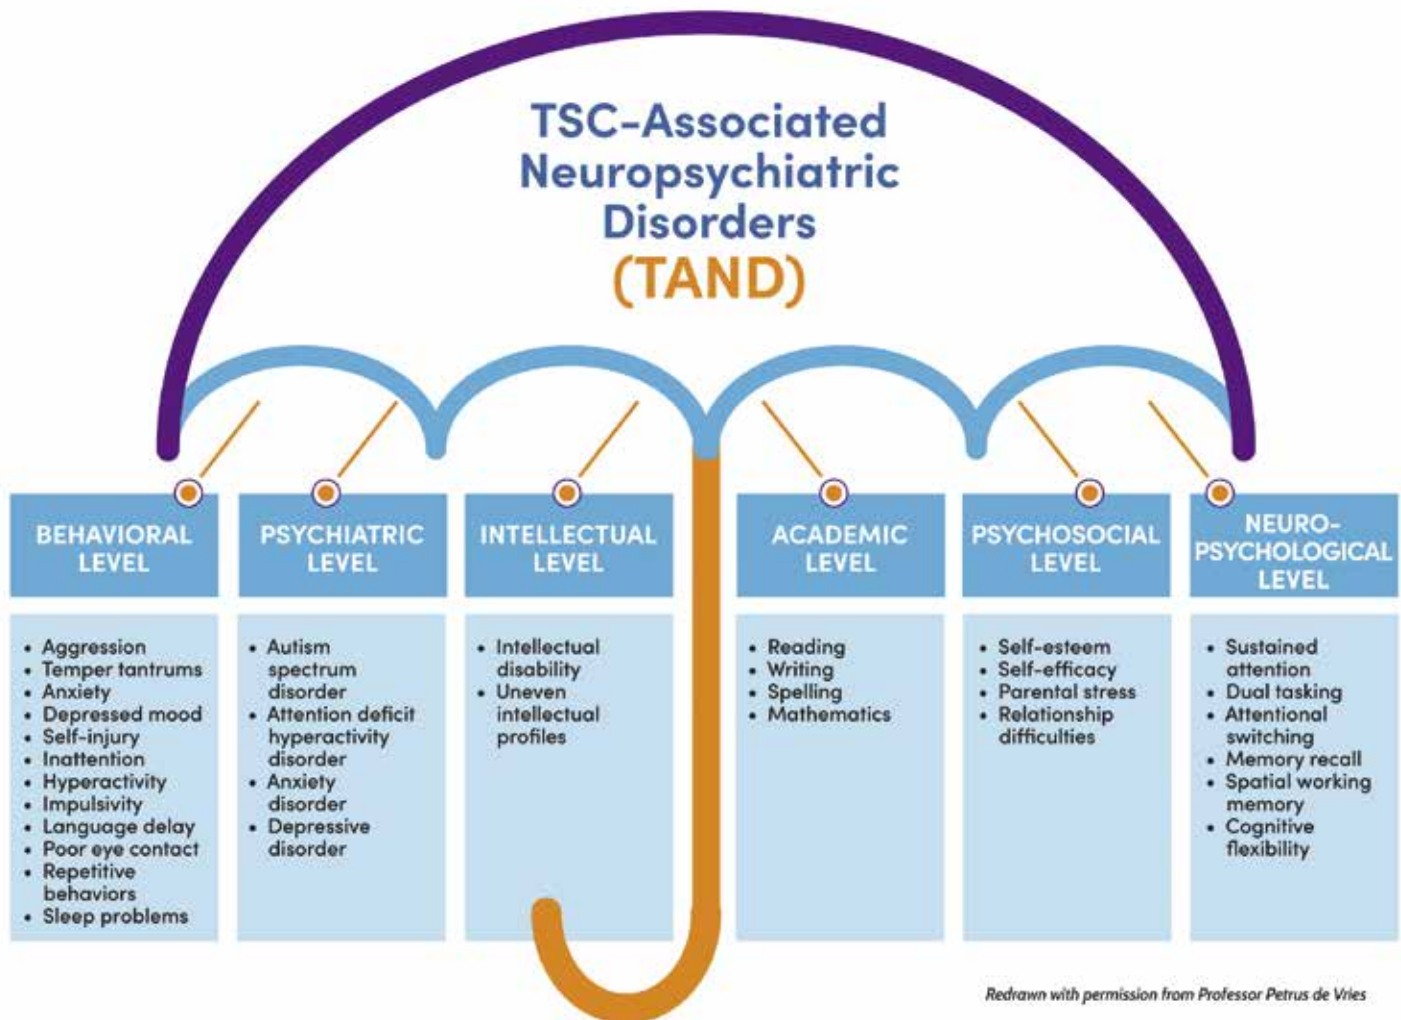 TSC-Associated
Neuropsychiatric
Disorders
(TAND)
BEHAVIORAL
LEVEL
• Aggression
• Temper tantrums
• Anxiety
• Depressed mood
• Self-injury
• Inattention
• Hyperactivity
• Impulsivity
• Language delay
• Poor eye contact
• Repetitive
behaviors
• Sleep problems
PSYCHIATRIC
LEVEL
• Autism
spectrum
disorder
• Attention deficit
hyperactivity
disorder
• Anxiety
disorder
• Depressive
disorder
INTELLECTUAL
LEVEL
• Intellectual
disability
• Uneven
intellectual
profiles
ACADEMIC
LEVEL
• Reading
• Writing
• Spelling
• Mathematics
PSYCHOSOCIAL
LEVEL
• Self-esteem
• Self-efficacy
• Parental stress
• Relationship
difficulties
NEURO-
PSYCHOLOGICAL
LEVEL
• Sustained
attention
• Dual tasking
• Attentional
switching
• Memory recall
• Spatial working
memory
• Cognitive
flexibility
Redrawn with permission from Professor Petrus de Vries